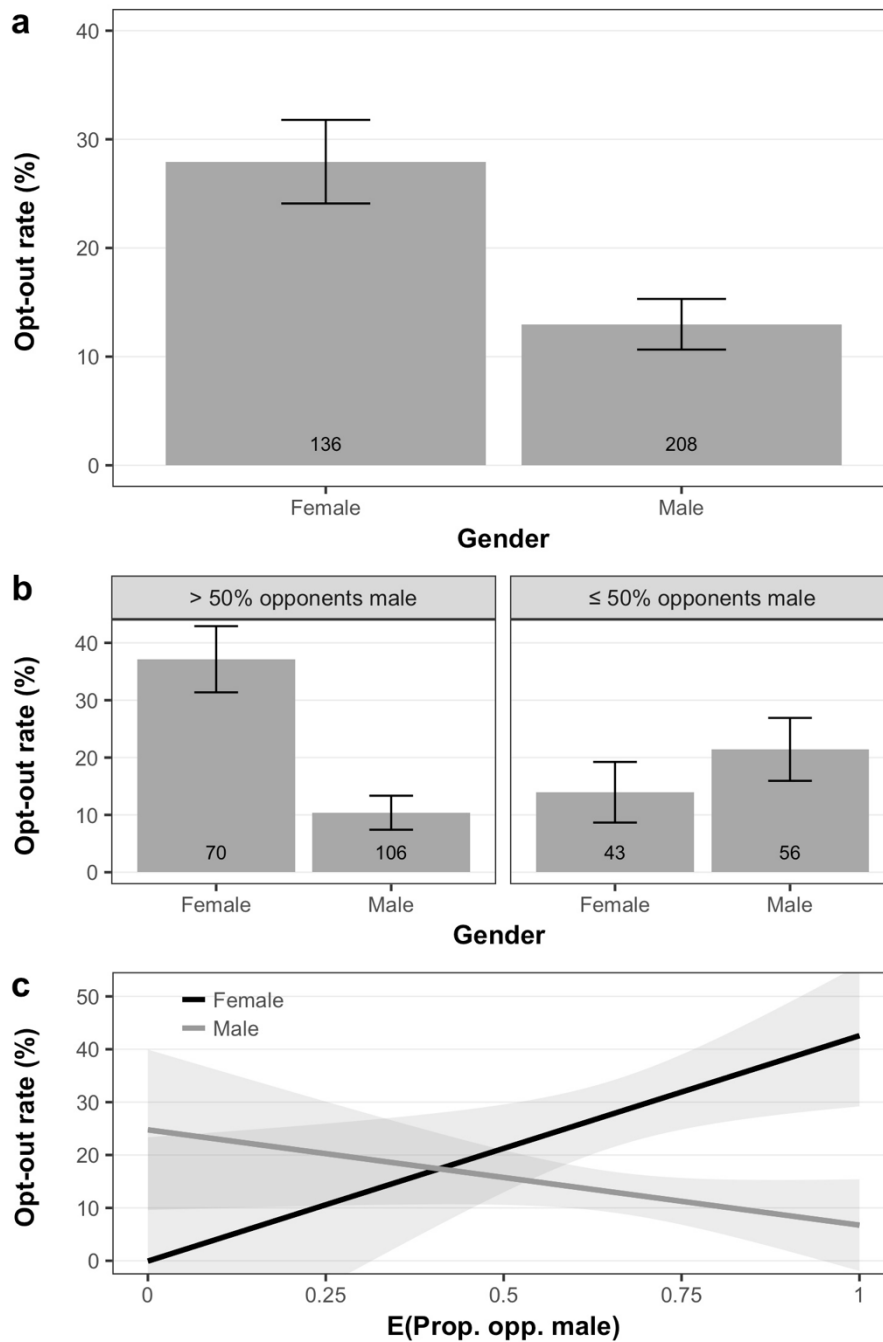 a
40
30
20
10
0
Opt-out rate (%)
136
208
Female
Male
Gender
b
> 50% opponents male
≤ 50% opponents male
40
30
20
10
0
Opt-out rate (%)
70
106
43
56
Female
Male
Female
Male
Gender
c
Female
Male
50
40
30
20
10
0
Opt-out rate (%)
0
0.25
0.5
0.75
1
E(Prop. opp. male)